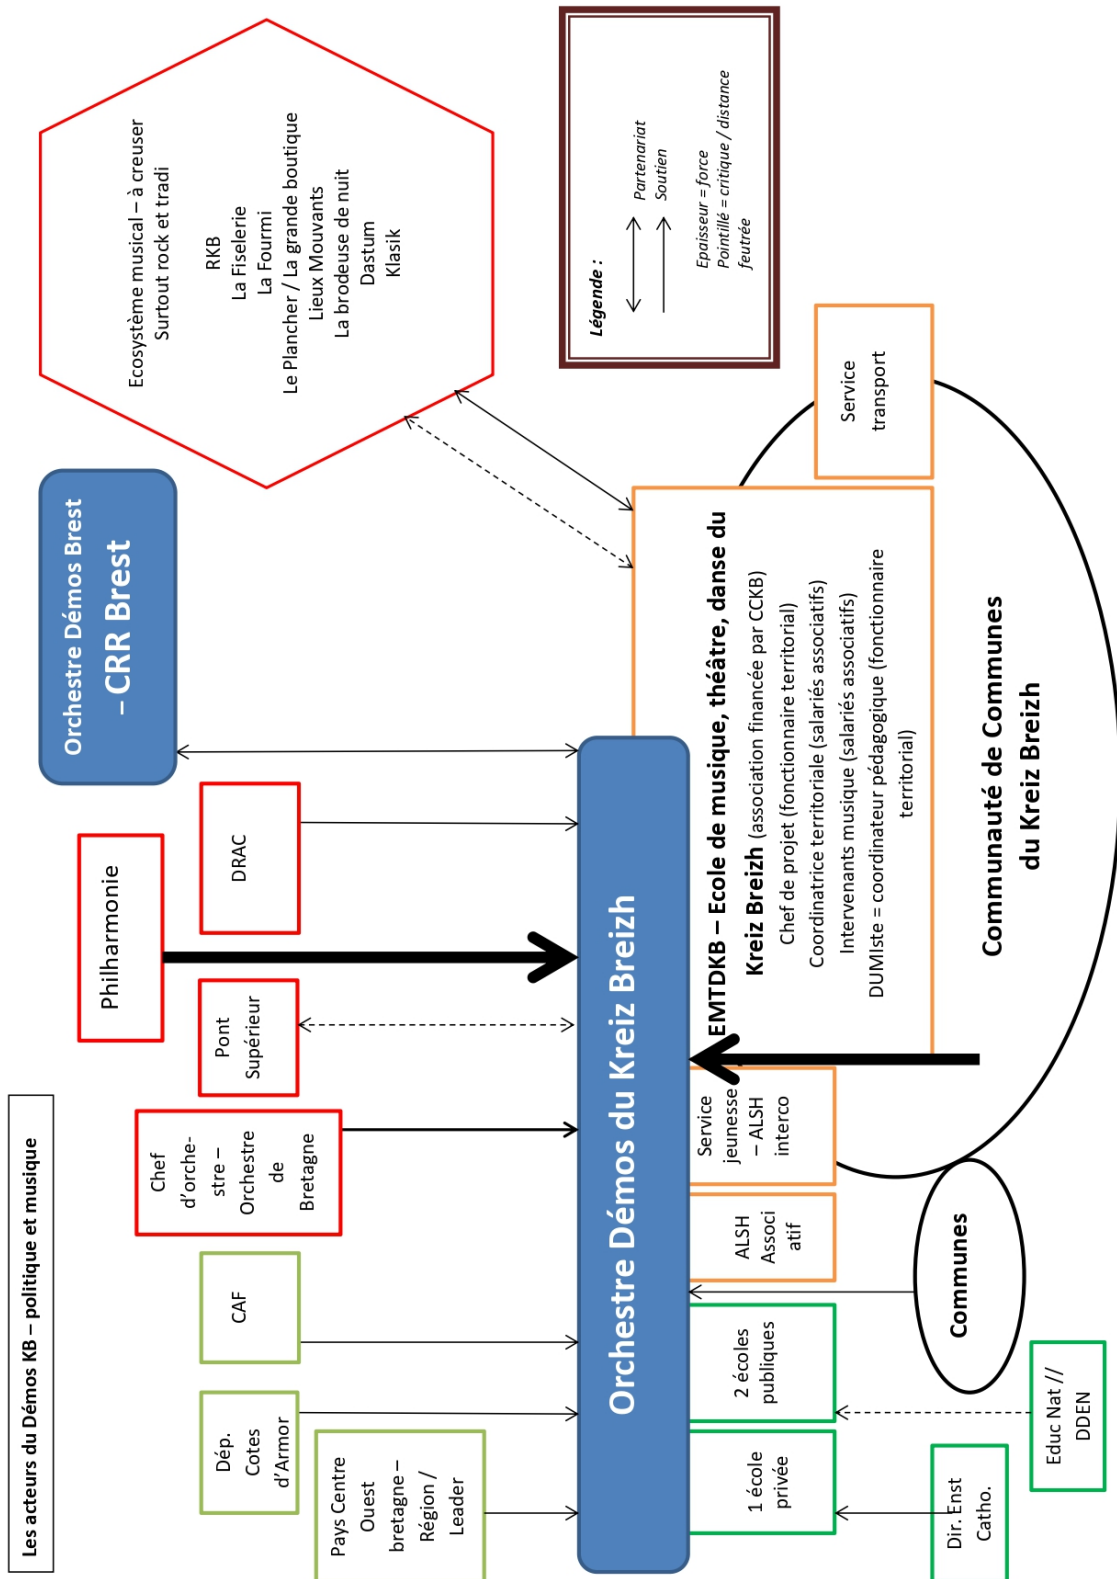 Les acteurs du Démos KB – politique et musique
Pays Centre
Ouest
bretagne –
Région /
Leader
Dép.
Cotes
d'Armor
CAF
Chef
d'orche-
stre –
Orchestre
de
Bretagne
Pont
Supérieur
Philharmonie
DRAC
Orchestre Démos Brest
– CRR Brest
Ecosystème musical – à creuser
Surtout rock et tradi
RKB
La Fiselerie
La Fourmi
Le Plancher / La grande boutique
Lieux Mouvants
La brodeuse de nuit
Dastum
Klasik
Orchestre Démos du Kreiz Breizh
1 école
privée
2 écoles
publiques
ALSH
Associ
atif
Service
jeunesse
– ALSH
interco
EMTDKB – Ecole de musique, théâtre, danse du
Kreiz Breizh (association financée par CCKB)
Chef de projet (fonctionnaire territorial)
Coordinatrice territoriale (salariés associatifs)
Intervenants musique (salariés associatifs)
DUMIste = coordinateur pédagogique (fonctionnaire
territorial)
Service
transport
Communauté de Communes
du Kreiz Breizh
Communes
Dir. Enst
Catho.
Educ Nat //
DDEN
Légende :
Partenariat
Soutien
Epaisseur = force
Pointillé = critique / distance
feutrée